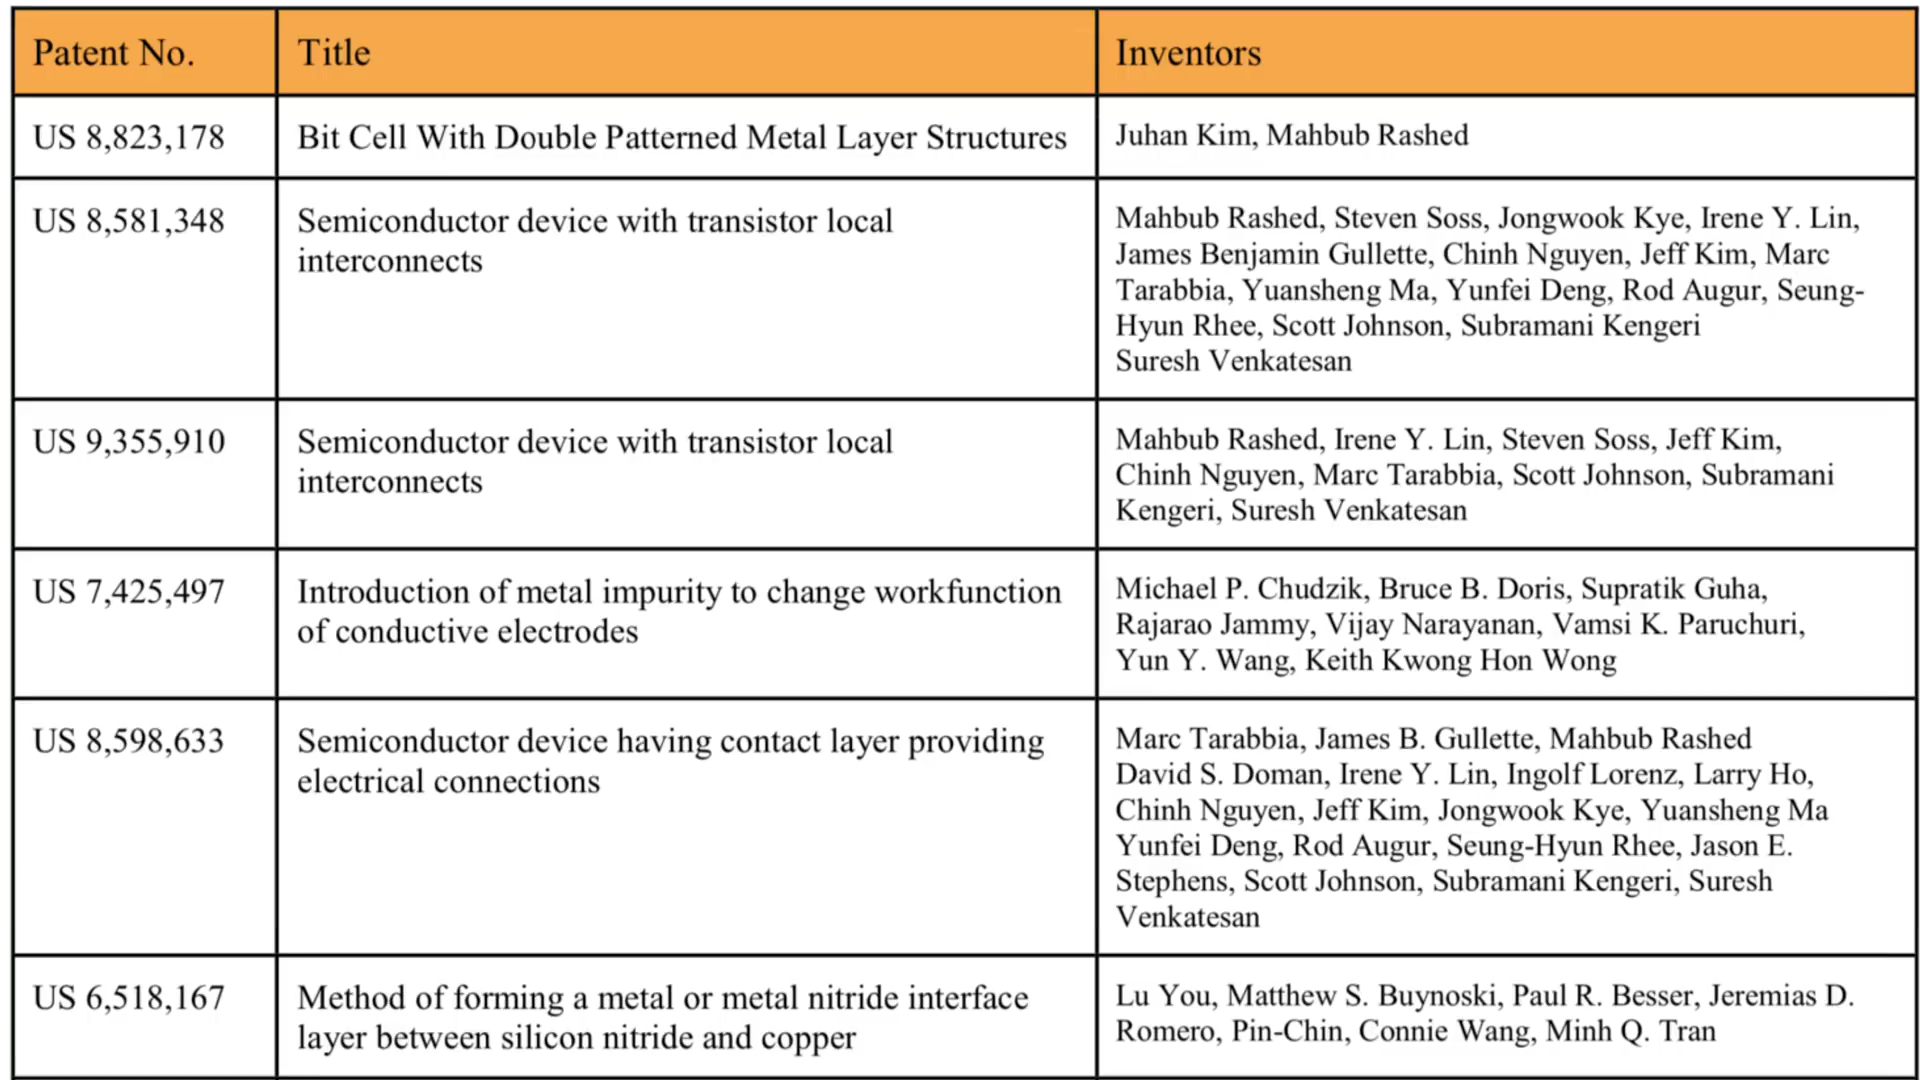 Patent No.
Title
Inventors
US 8,823,178
Bit Cell With Double Patterned Metal Layer Structures
Juhan Kim, Mahbub Rashed
US 8,581,348
Semiconductor device with transistor local
interconnects
Mahbub Rashed, Steven Soss, Jongwook Kye, Irene Y. Lin,
James Benjamin Gullette, Chinh Nguyen, Jeff Kim, Marc
Tarabbia, Yuansheng Ma, Yunfei Deng, Rod Augur, Seung-
Hyun Rhee, Scott Johnson, Subramani Kengeri
Suresh Venkatesan
US 9,355,910
Semiconductor device with transistor local
interconnects
Mahbub Rashed, Irene Y. Lin, Steven Soss, Jeff Kim,
Chinh Nguyen, Marc Tarabbia, Scott Johnson, Subramani
Kengeri, Suresh Venkatesan
US 7,425,497
Introduction of metal impurity to change workfunction
of conductive electrodes
Michael P. Chudzik, Bruce B. Doris, Supratik Guha,
Rajarao Jammy, Vijay Narayanan, Vamsi K. Paruchuri,
Yun Y. Wang, Keith Kwong Hon Wong
US 8,598,633
Semiconductor device having contact layer providing
electrical connections
Marc Tarabbia, James B. Gullette, Mahbub Rashed
David S. Doman, Irene Y. Lin, Ingolf Lorenz, Larry Ho,
Chinh Nguyen, Jeff Kim, Jongwook Kye, Yuansheng Ma
Yunfei Deng, Rod Augur, Seung-Hyun Rhee, Jason E.
Stephens, Scott Johnson, Subramani Kengeri, Suresh
Venkatesan
US 6,518,167
Method of forming a metal or metal nitride interface
layer between silicon nitride and copper
Lu You, Matthew S. Buynoski, Paul R. Besser, Jeremias D.
Romero, Pin-Chin, Connie Wang, Minh Q. Tran